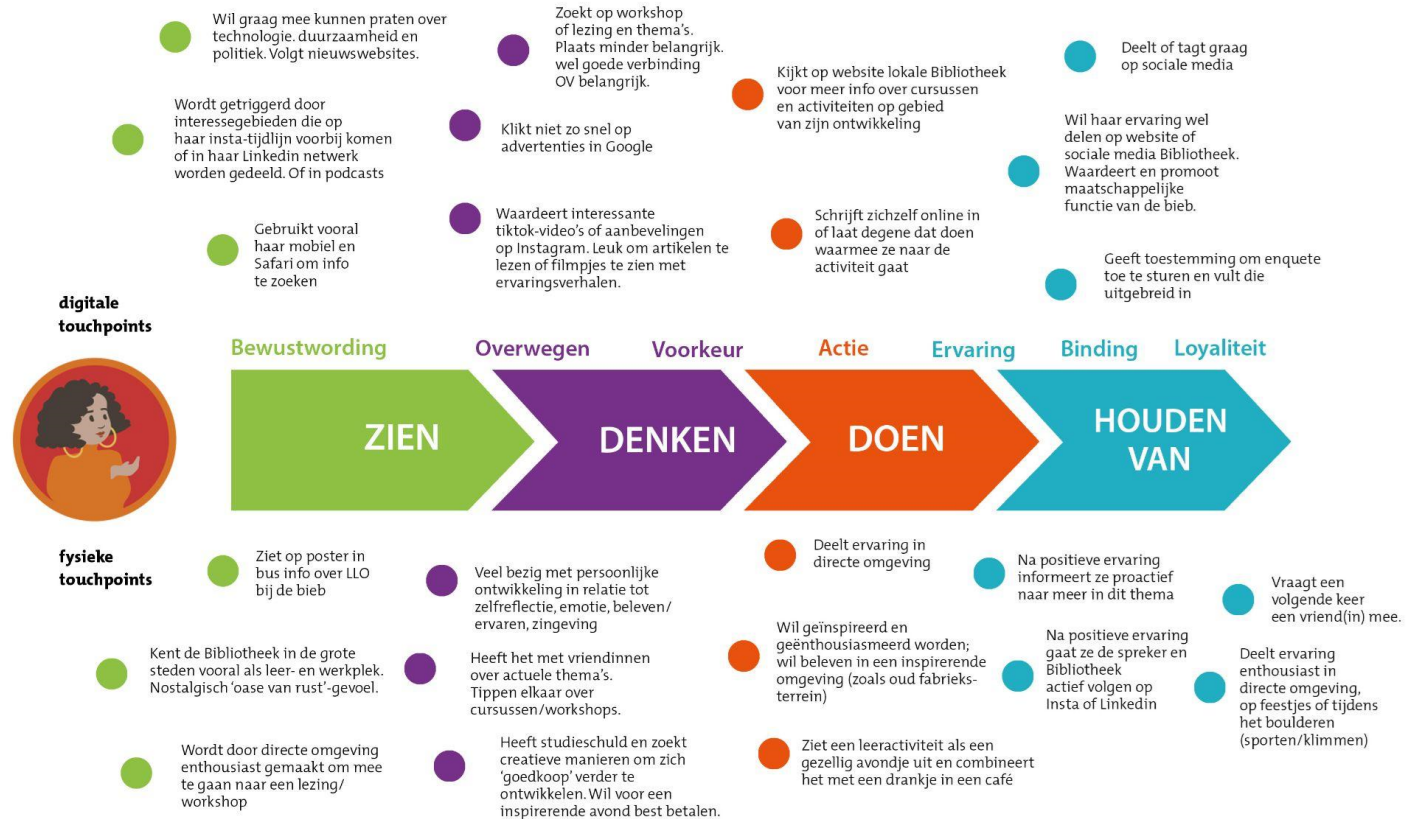 Wil graag mee kunnen praten over
technologie. duurzaamheid en
politiek. Volgt nieuwswebsites.
Wordt getriggerd door
interessegebieden die op
haar insta-tijdlijn voorbij komen
of in haar Linkedin netwerk
worden gedeeld. Of in podcasts
Gebruikt vooral
haar mobiel en
Safari om info
te zoeken
Zoekt op workshop
of lezing en thema's.
Plaats minder belangrijk.
wel goede verbinding
OV belangrijk.
Klikt niet zo snel op
advertenties in Google
Waardeert interessante
tiktok-video's of aanbevelingen
op Instagram. Leuk om artikelen te
lezen of filmpjes te zien met
ervaringsverhalen.
Kijkt op website lokale Bibliotheek
voor meer info over cursussen
en activiteiten op gebied
van zijn ontwikkeling
Schrijft zichzelf online in
of laat degene dat doen
waarmee ze naar de
activiteit gaat
Deelt of tagt graag
op sociale media
Wil haar ervaring wel
delen op website of
sociale media Bibliotheek.
Waardeert en promoot
maatschappelijke
functie van de bieb.
Geeft toestemming om enquete
toe te sturen en vult die
uitgebreid in
digitale
touchpoints
Bewustwording
Overwegen
Voorkeur
Actie
Ervaring
Binding
Loyaliteit
ZIEN
DENKEN
DOEN
HOUDEN
VAN
fysieke
touchpoints
Ziet op poster in
bus info over LLO
bij de bieb
Kent de Bibliotheek in de grote
steden vooral als leer- en werkplek.
Nostalgisch 'oase van rust'-gevoel.
Wordt door directe omgeving
enthousiast gemaakt om mee
te gaan naar een lezing/
workshop
Veel bezig met persoonlijke
ontwikkeling in relatie tot
zelfreflectie, emotie, beleven/
ervaren, zingeving
Heeft het met vriendinnen
over actuele thema's.
Tippen elkaar over
cursussen/workshops.
Heeft studieschuld en zoekt
creatieve manieren om zich
'goedkoop' verder te
ontwikkelen. Wil voor een
inspirerende avond best betalen.
Deelt ervaring in
directe omgeving
Wil geïnspireerd en
geënthousiasmeerd worden;
wil beleven in een inspirerende
omgeving (zoals oud fabrieks-
terrein)
Ziet een leeractiviteit als een
gezellig avondje uit en combineert
het met een drankje in een café
Na positieve ervaring
informeert ze proactief
naar meer in dit thema
Na positieve ervaring
gaat ze de spreker en
Bibliotheek
actief volgen op
Insta of Linkedin
Vraagt een
volgende keer
een vriend(in) mee.
Deelt ervaring
enthousiast in
directe omgeving,
op feestjes of tijdens
het boulderen
(sporten/klimmen)